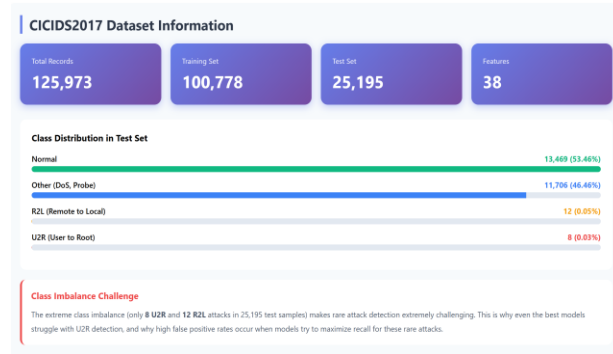 CICIDS2017 Dataset Information
Total Records
125,973
Training Set
100,778
Test Set
25,195
Features
38
Class Distribution in Test Set
Normal 13,469 (53.46%)
Other (DoS, Probe) 11,706 (46.46%)
R2L (Remote to Local) 12 (0.05%)
U2R (User to Root) 8 (0.03%)
Class Imbalance Challenge
The extreme class imbalance (only 8 U2R and 12 R2L attacks in 25,195 test samples) makes rare attack detection extremely challenging. This is why even the best models
struggle with U2R detection, and why high false positive rates occur when models try to maximize recall for these rare attacks.